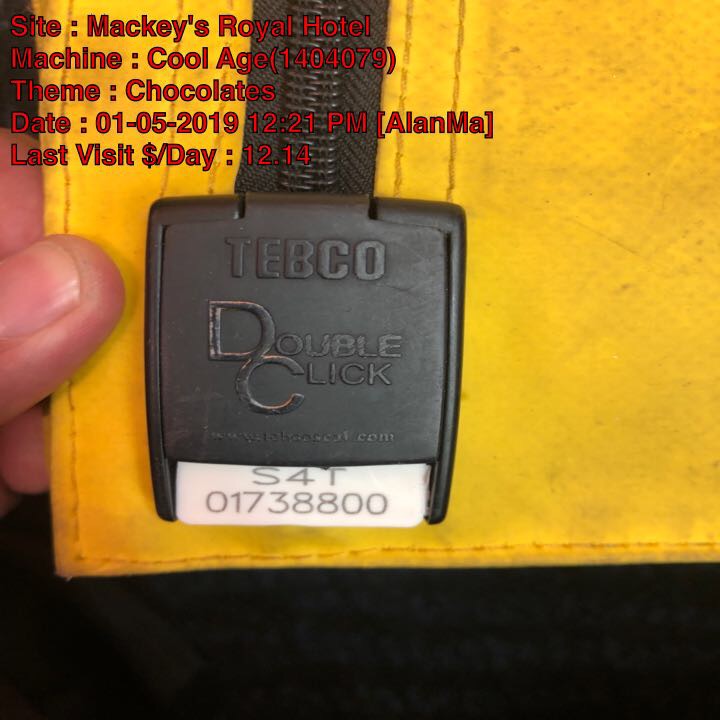 Site : Mackey's Royal Hotel
Machine : Cool Age(1404079)
Theme : Chocolates
Date : 01-05-2019 12:21 PM [AlanMa]
Last Visit $/Day : 12.14
TEBCO
DOUBLE
CLICK
S4T
01738800